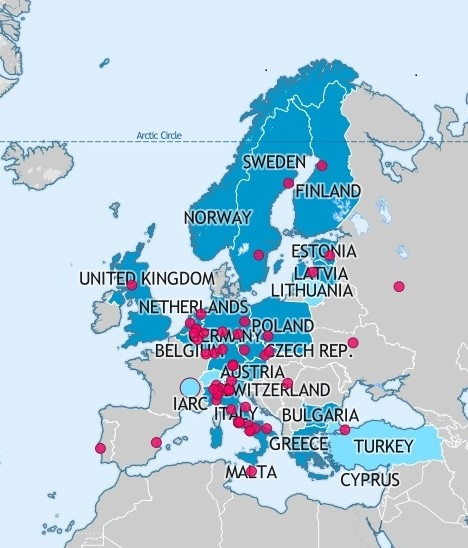 Arctic Circle
SWEDEN
FINLAND
NORWAY
ESTONIA
UNITED KINGDOM
LATVIA
LITHUANIA
NETHERLANDS
POLAND
GERMANY
BELGIUM
CZECH REP.
AUSTRIA
SWITZERLAND
IARC
ITALY
BULGARIA
GREECE
TURKEY
MALTA
CYPRUS